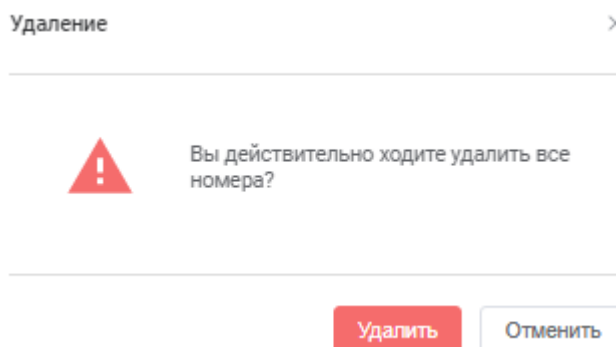 Удаление
Вы действительно ходите удалить все
номера?
Удалить
Отменить